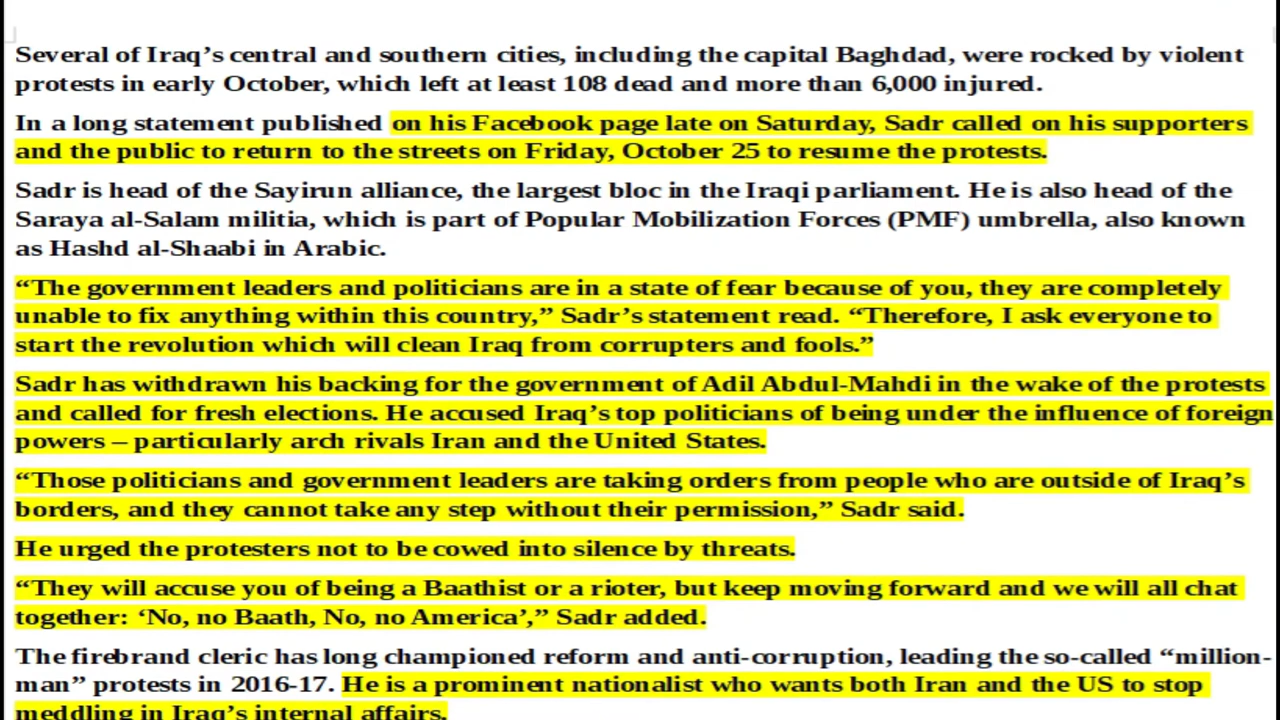 Several of Iraq’s central and southern cities, including the capital Baghdad, were rocked by violent
protests in early October, which left at least 108 dead and more than 6,000 injured.
In a long statement published on his Facebook page late on Saturday, Sadr called on his supporters
and the public to return to the streets on Friday, October 25 to resume the protests.
Sadr is head of the Sayirun alliance, the largest bloc in the Iraqi parliament. He is also head of the
Saraya al-Salam militia, which is part of Popular Mobilization Forces (PMF) umbrella, also known
as Hashd al-Shaabi in Arabic.
“The government leaders and politicians are in a state of fear because of you, they are completely
unable to fix anything within this country,” Sadr’s statement read. “Therefore, I ask everyone to
start the revolution which will clean Iraq from corrupters and fools.”
Sadr has withdrawn his backing for the government of Adil Abdul-Mahdi in the wake of the protests
and called for fresh elections. He accused Iraq’s top politicians of being under the influence of foreign
powers – particularly arch rivals Iran and the United States.
“Those politicians and government leaders are taking orders from people who are outside of Iraq’s
borders, and they cannot take any step without their permission,” Sadr said.
He urged the protesters not to be cowed into silence by threats.
“They will accuse you of being a Baathist or a rioter, but keep moving forward and we will all chat
together: ‘No, no Baath, No, no America’,” Sadr added.
The firebrand cleric has long championed reform and anti-corruption, leading the so-called “million-
man” protests in 2016-17. He is a prominent nationalist who wants both Iran and the US to stop
meddling in Iraq’s internal affairs.